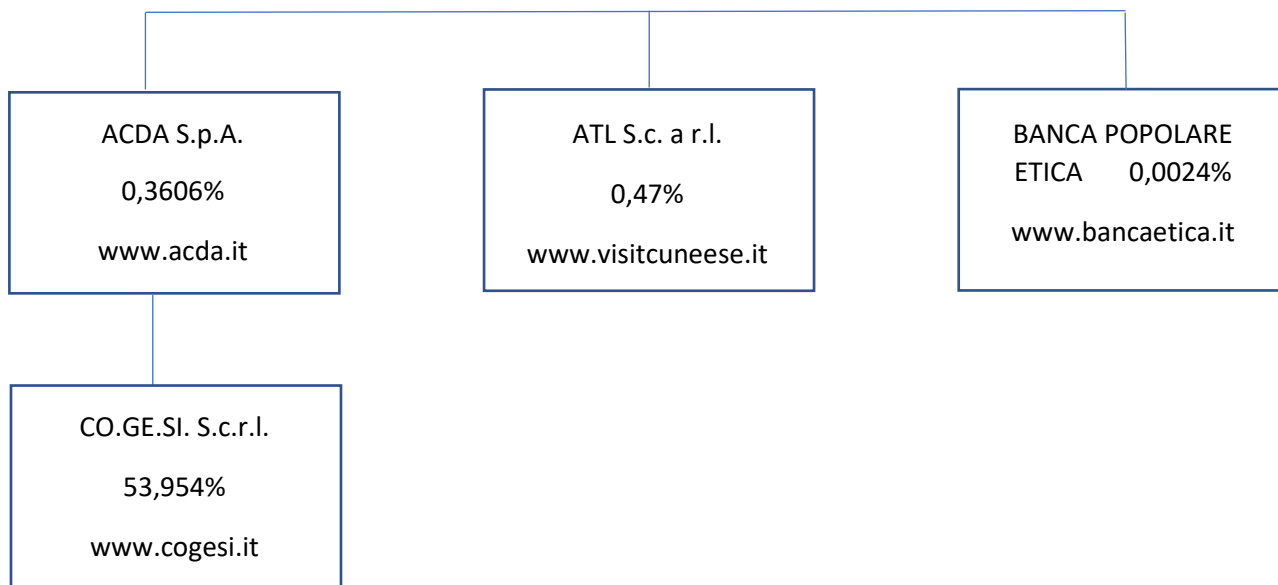 ACDA S.p.A.
0,3606%
www.acda.it
ATL S.c. a r.l.
0,47%
www.visitcuneese.it
BANCA POPOLARE
ETICA 0,0024%
www.bancaetica.it
CO.GE.SI. S.c.r.l.
53,954%
www.cogesi.it